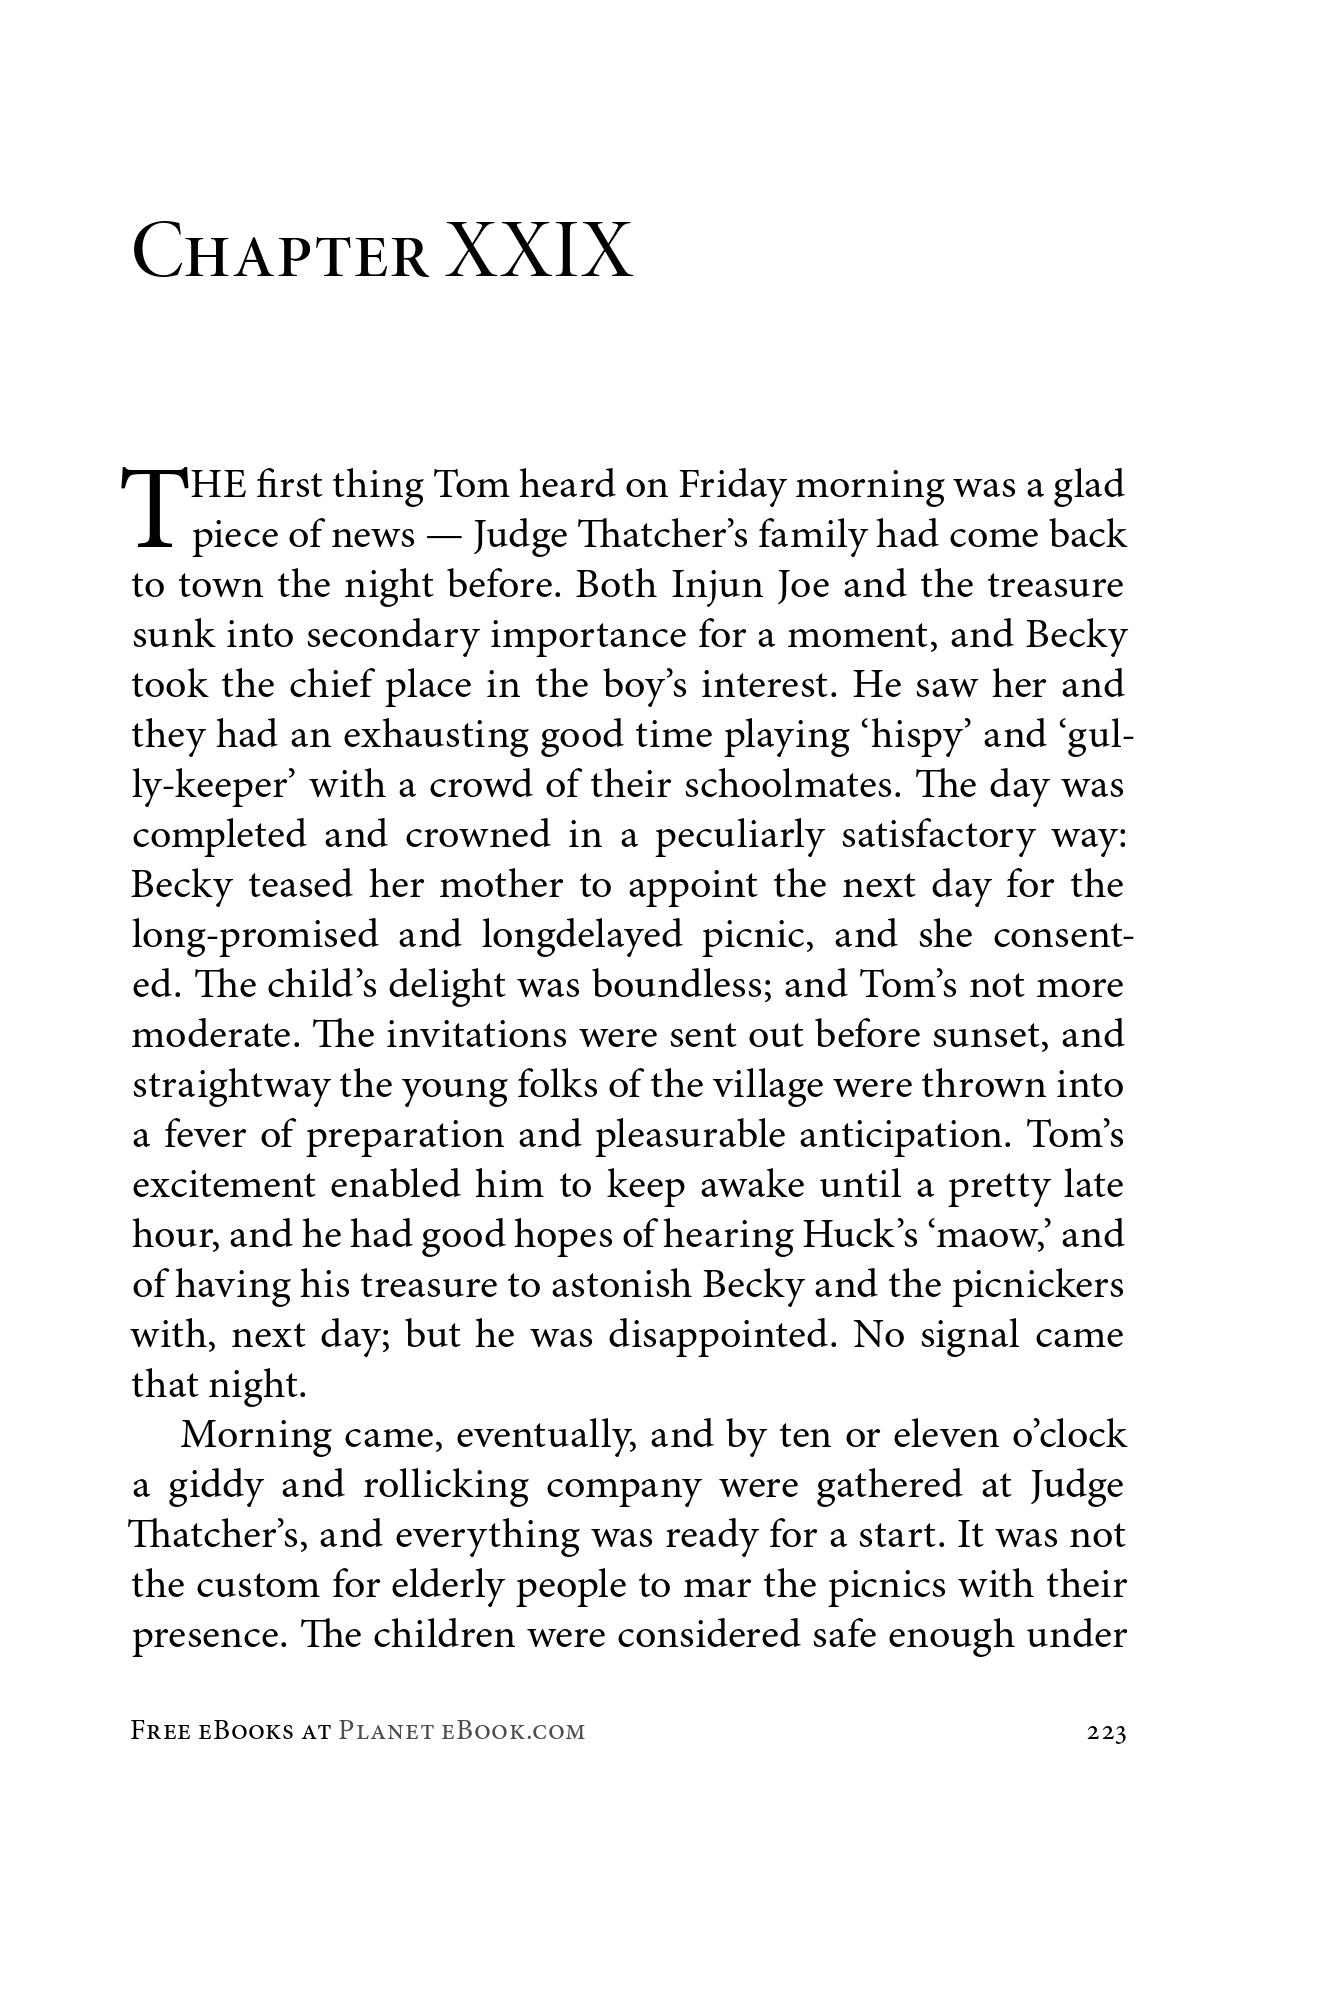 Chapter XXIX
THE first thing Tom heard on Friday morning was a glad
piece of news — Judge Thatcher’s family had come back
to town the night before. Both Injun Joe and the treasure
sunk into secondary importance for a moment, and Becky
took the chief place in the boy’s interest. He saw her and
they had an exhausting good time playing ‘hispy’ and ‘gul-
ly-keeper’ with a crowd of their schoolmates. The day was
completed and crowned in a peculiarly satisfactory way:
Becky teased her mother to appoint the next day for the
long-promised and longdelayed picnic, and she consent-
ed. The child’s delight was boundless; and Tom’s not more
moderate. The invitations were sent out before sunset, and
straightway the young folks of the village were thrown into
a fever of preparation and pleasurable anticipation. Tom’s
excitement enabled him to keep awake until a pretty late
hour, and he had good hopes of hearing Huck’s ‘maow,’ and
of having his treasure to astonish Becky and the picnickers
with, next day; but he was disappointed. No signal came
that night.
Morning came, eventually, and by ten or eleven o’clock
a giddy and rollicking company were gathered at Judge
Thatcher’s, and everything was ready for a start. It was not
the custom for elderly people to mar the picnics with their
presence. The children were considered safe enough under
Free eBooks at Planet eBook.com 223